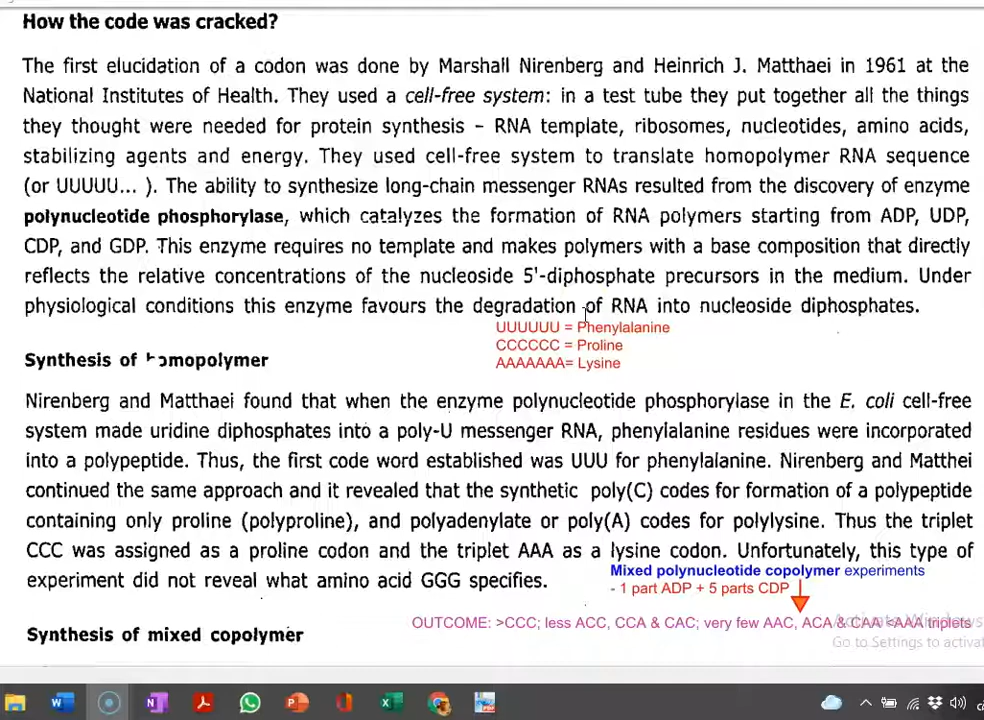 How the code was cracked?
The first elucidation of a codon was done by Marshall Nirenberg and Heinrich J. Matthaei in 1961 at the
National Institutes of Health. They used a cell-free system: in a test tube they put together all the things
they thought were needed for protein synthesis – RNA template, ribosomes, nucleotides, amino acids,
stabilizing agents and energy. They used cell-free system to translate homopolymer RNA sequence
(or UUUUU... ). The ability to synthesize long-chain messenger RNAs resulted from the discovery of enzyme
polynucleotide phosphorylase, which catalyzes the formation of RNA polymers starting from ADP, UDP,
CDP, and GDP. This enzyme requires no template and makes polymers with a base composition that directly
reflects the relative concentrations of the nucleoside 5'-diphosphate precursors in the medium. Under
physiological conditions this enzyme favours the degradation of RNA into nucleoside diphosphates.
UUUUUU = Phenylalanine
CCCCCC = Proline
AAAAAAA= Lysine
Synthesis of homopolymer
Nirenberg and Matthaei found that when the enzyme polynucleotide phosphorylase in the E. coli cell-free
system made uridine diphosphates into a poly-U messenger RNA, phenylalanine residues were incorporated
into a polypeptide. Thus, the first code word established was UUU for phenylalanine. Nirenberg and Matthei
continued the same approach and it revealed that the synthetic poly(C) codes for formation of a polypeptide
containing only proline (polyproline), and polyadenylate or poly(A) codes for polylysine. Thus the triplet
CCC was assigned as a proline codon and the triplet AAA as a lysine codon. Unfortunately, this type of
experiment did not reveal what amino acid GGG specifies.
Mixed polynucleotide copolymer experiments
- 1 part ADP + 5 parts CDP
OUTCOME: >CCC; less ACC, CCA & CAC; very few AAC, ACA & CAA <AAA triplets
Activate Windows
Go to Settings to activat
Synthesis of mixed copolymer